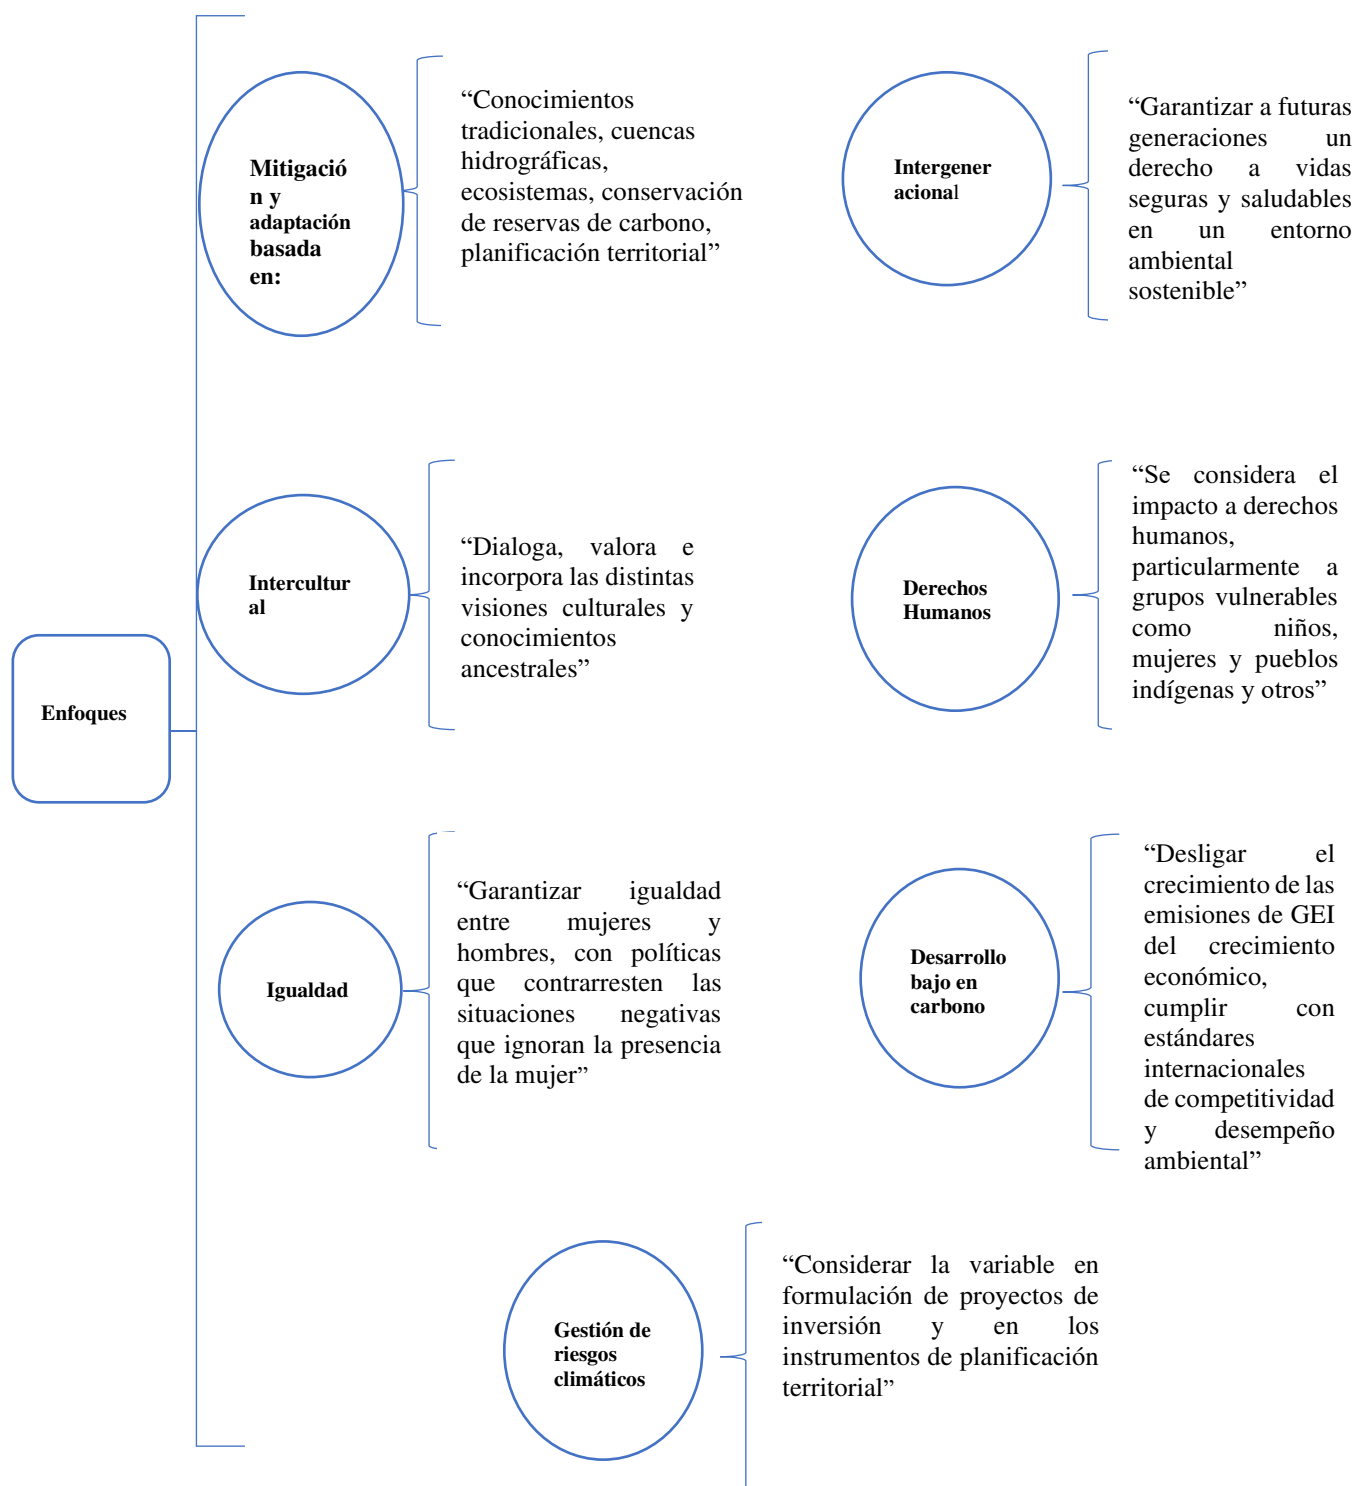 Enfoques
Mitigació
n y
adaptación
basada
en:
“Conocimientos
tradicionales, cuencas
hidrográficas,
ecosistemas, conservación
de reservas de carbono,
planificación territorial”
Intergener
acional
“Garantizar a futuras
generaciones un
derecho a vidas
seguras y saludables
en un entorno
ambiental
sostenible”
Intercultur
al
“Dialoga, valora e
incorpora las distintas
visiones culturales y
conocimientos
ancestrales”
Derechos
Humanos
“Se considera el
impacto a derechos
humanos,
particularmente a
grupos vulnerables
como niños,
mujeres y pueblos
indígenas y otros”
Igualdad
“Garantizar igualdad
entre mujeres y
hombres, con políticas
que contrarresten las
situaciones negativas
que ignoran la presencia
de la mujer”
Desarrollo
bajo en
carbono
“Desligar el
crecimiento de las
emisiones de GEI
del crecimiento
económico,
cumplir con
estándares
internacionales
de competitividad
y desempeño
ambiental”
Gestión de
riesgos
climáticos
“Considerar la variable en
formulación de proyectos de
inversión y en los
instrumentos de planificación
territorial”